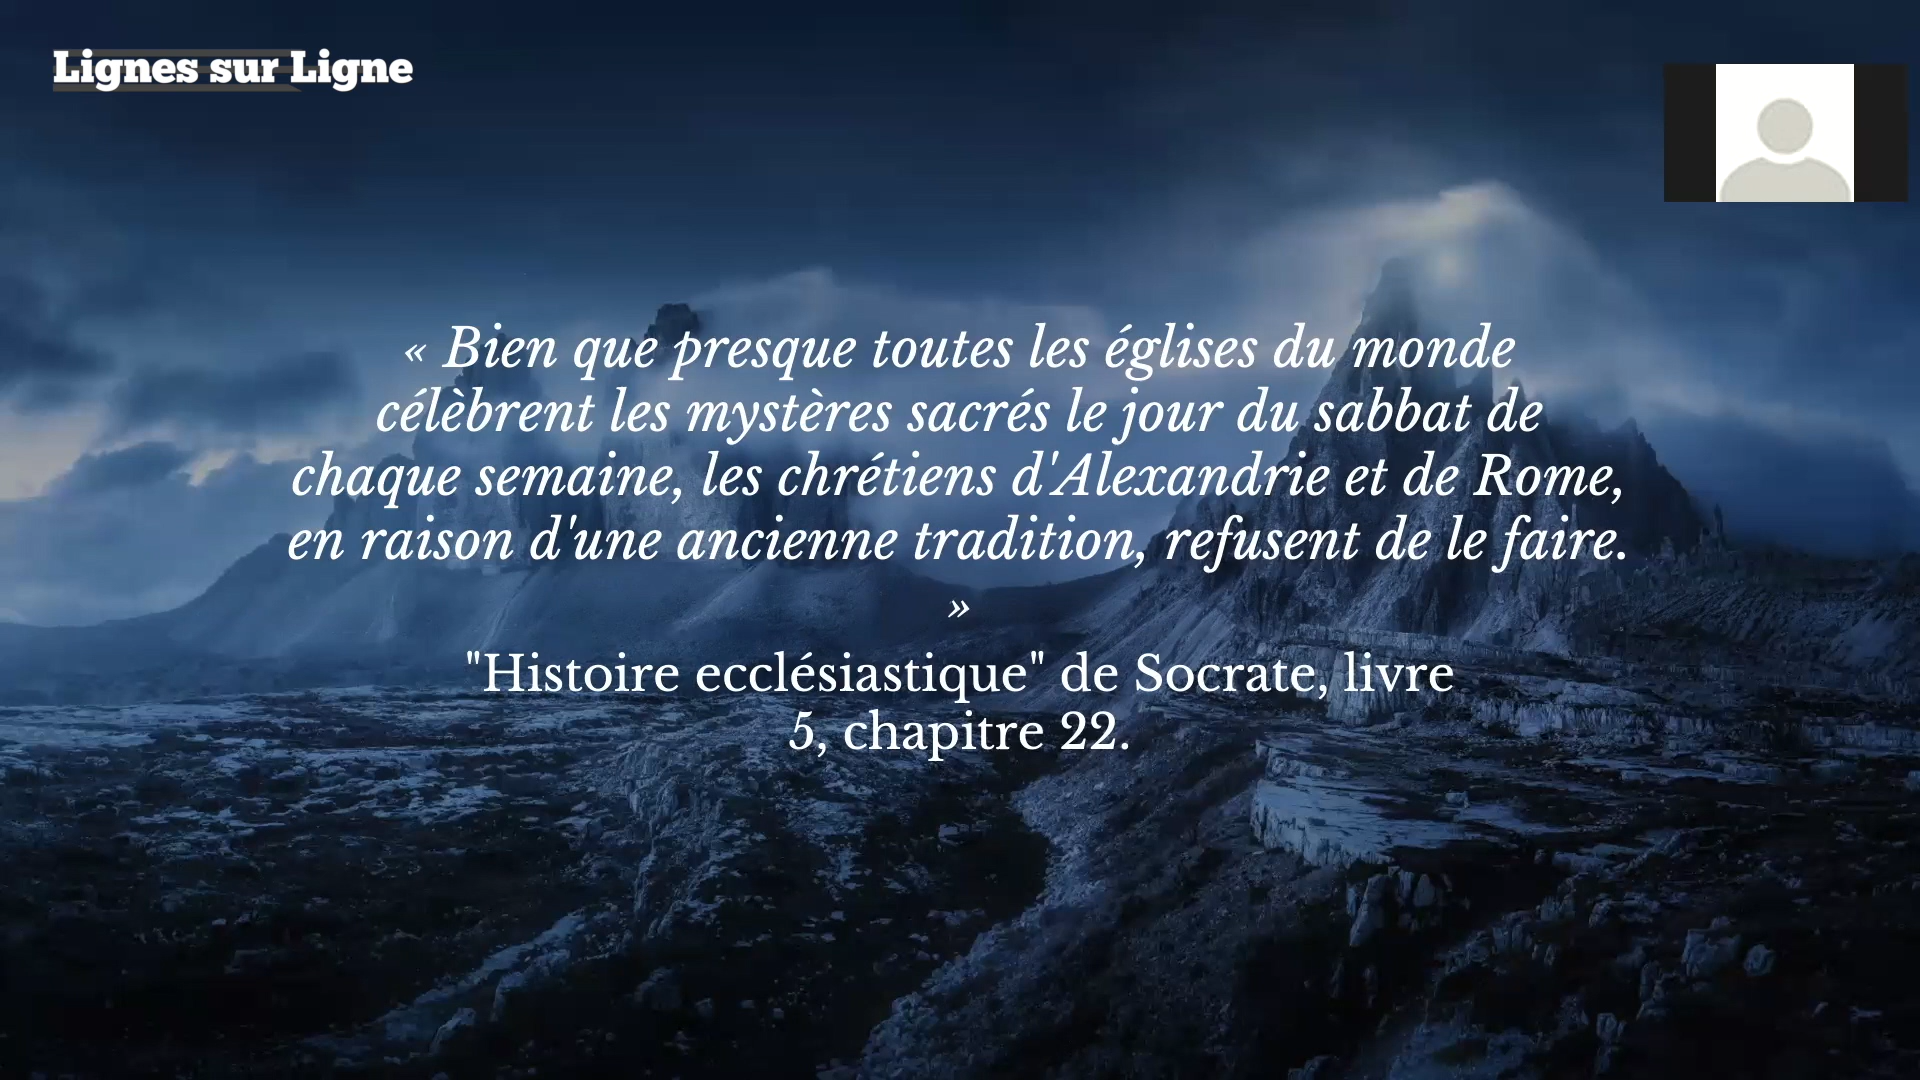 Lignes sur Ligne
« Bien que presque toutes les églises du monde
célèbrent les mystères sacrés le jour du sabbat de
chaque semaine, les chrétiens d'Alexandrie et de Rome,
en raison d'une ancienne tradition, refusent de le faire.
»
"Histoire ecclésiastique" de Socrate, livre
5, chapitre 22.